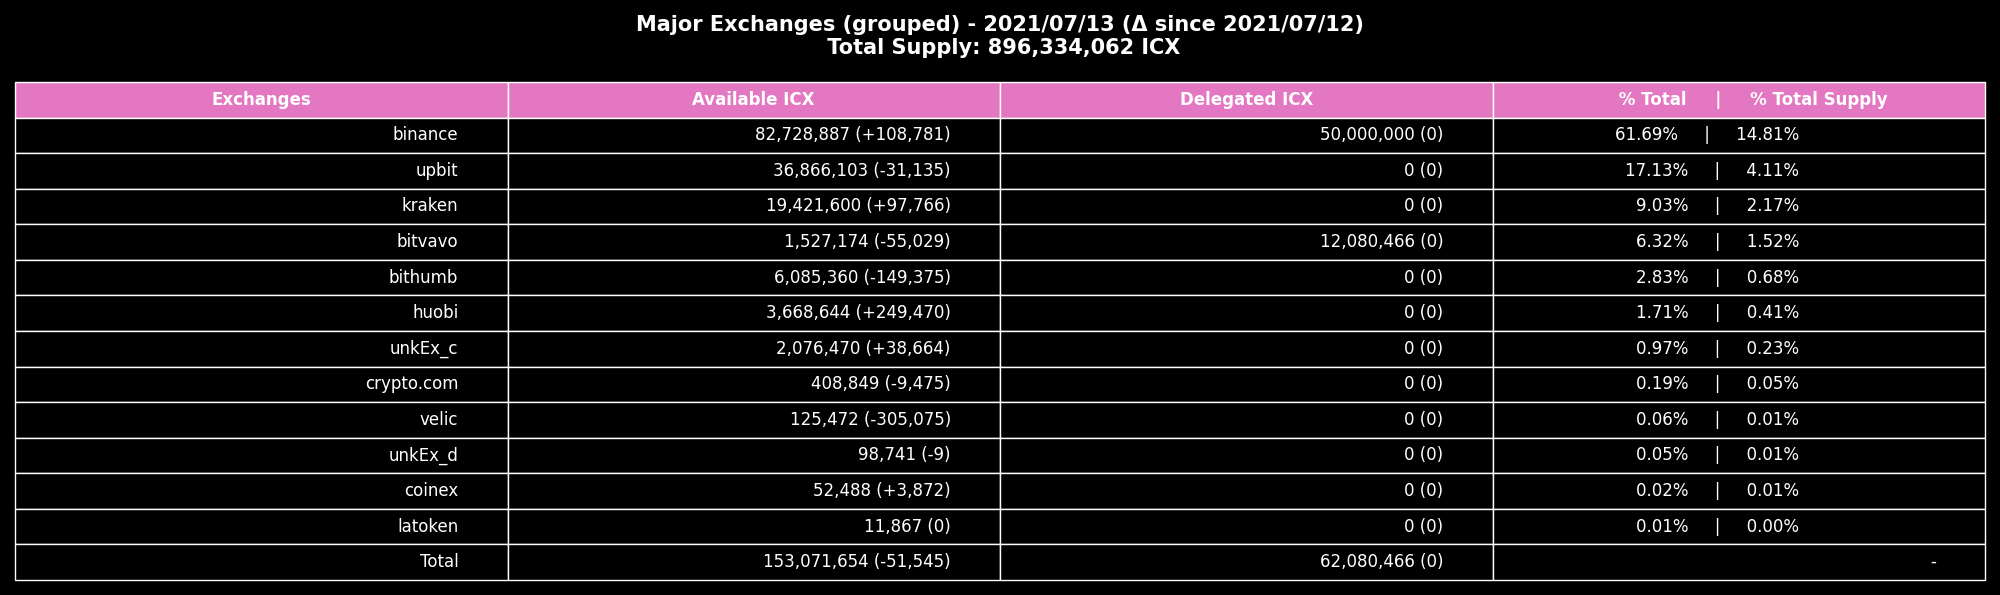 Major Exchanges (grouped) - 2021/07/13 (Δ since 2021/07/12)
Total Supply: 896,334,062 ICX
Exchanges Available ICX Delegated ICX % Total | % Total Supply
binance 82,728,887 (+108,781) 50,000,000 (0) 61.69% | 14.81%
upbit 36,866,103 (-31,135) 0 (0) 17.13% | 4.11%
kraken 19,421,600 (+97,766) 0 (0) 9.03% | 2.17%
bitvavo 1,527,174 (-55,029) 12,080,466 (0) 6.32% | 1.52%
bithumb 6,085,360 (-149,375) 0 (0) 2.83% | 0.68%
huobi 3,668,644 (+249,470) 0 (0) 1.71% | 0.41%
unkEx_c 2,076,470 (+38,664) 0 (0) 0.97% | 0.23%
crypto.com 408,849 (-9,475) 0 (0) 0.19% | 0.05%
velic 125,472 (-305,075) 0 (0) 0.06% | 0.01%
unkEx_d 98,741 (-9) 0 (0) 0.05% | 0.01%
coinex 52,488 (+3,872) 0 (0) 0.02% | 0.01%
latoken 11,867 (0) 0 (0) 0.01% | 0.00%
Total 153,071,654 (-51,545) 62,080,466 (0) -